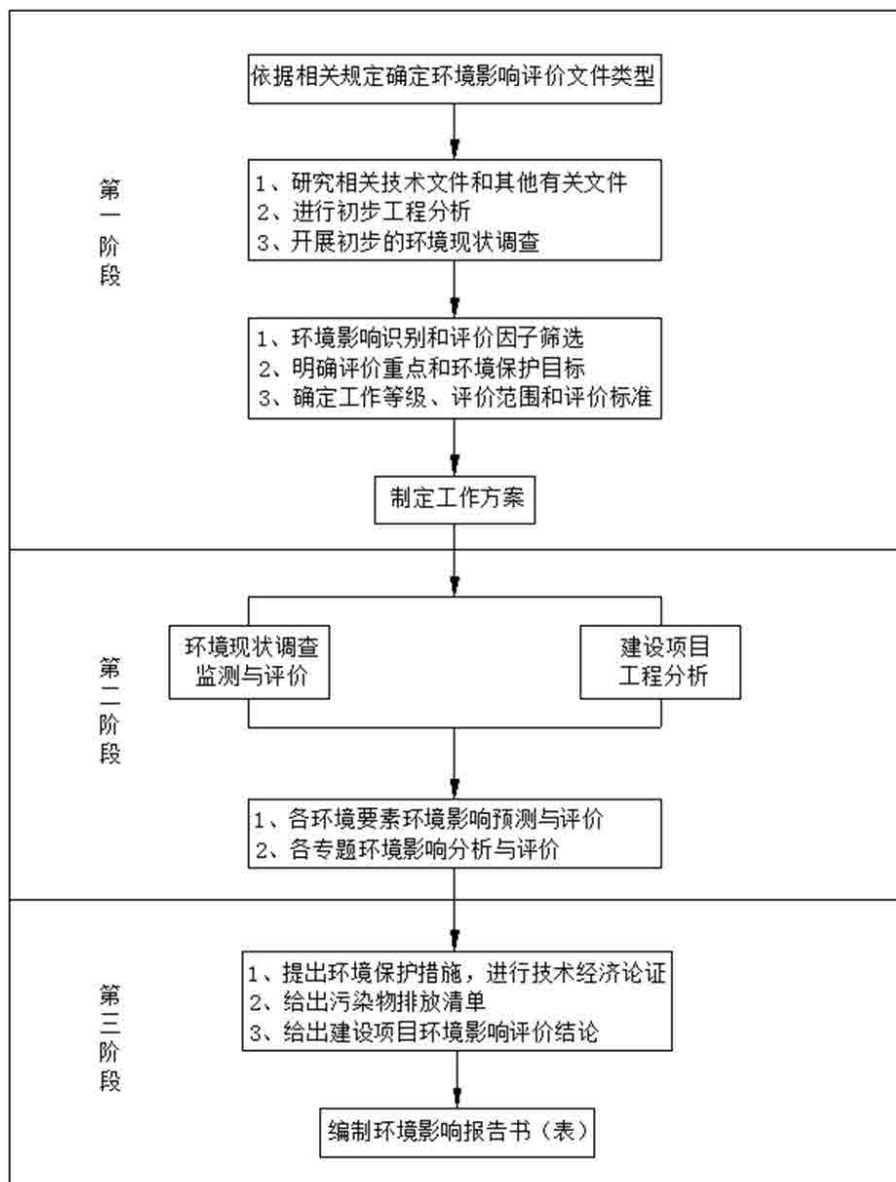 依据相关规定确定环境影响评价文件类型
第一阶段
1、研究相关技术文件和其他有关文件
2、进行初步工程分析
3、开展初步的环境现状调查
1、环境影响识别和评价因子筛选
2、明确评价重点和环境保护目标
3、确定工作等级、评价范围和评价标准
制定工作方案
第二阶段
环境现状调查
监测与评价
建设项目
工程分析
1、各环境要素环境影响预测与评价
2、各专题环境影响分析与评价
第三阶段
1、提出环境保护措施，进行技术经济论证
2、给出污染物排放清单
3、给出建设项目环境影响评价结论
编制环境影响报告书（表）